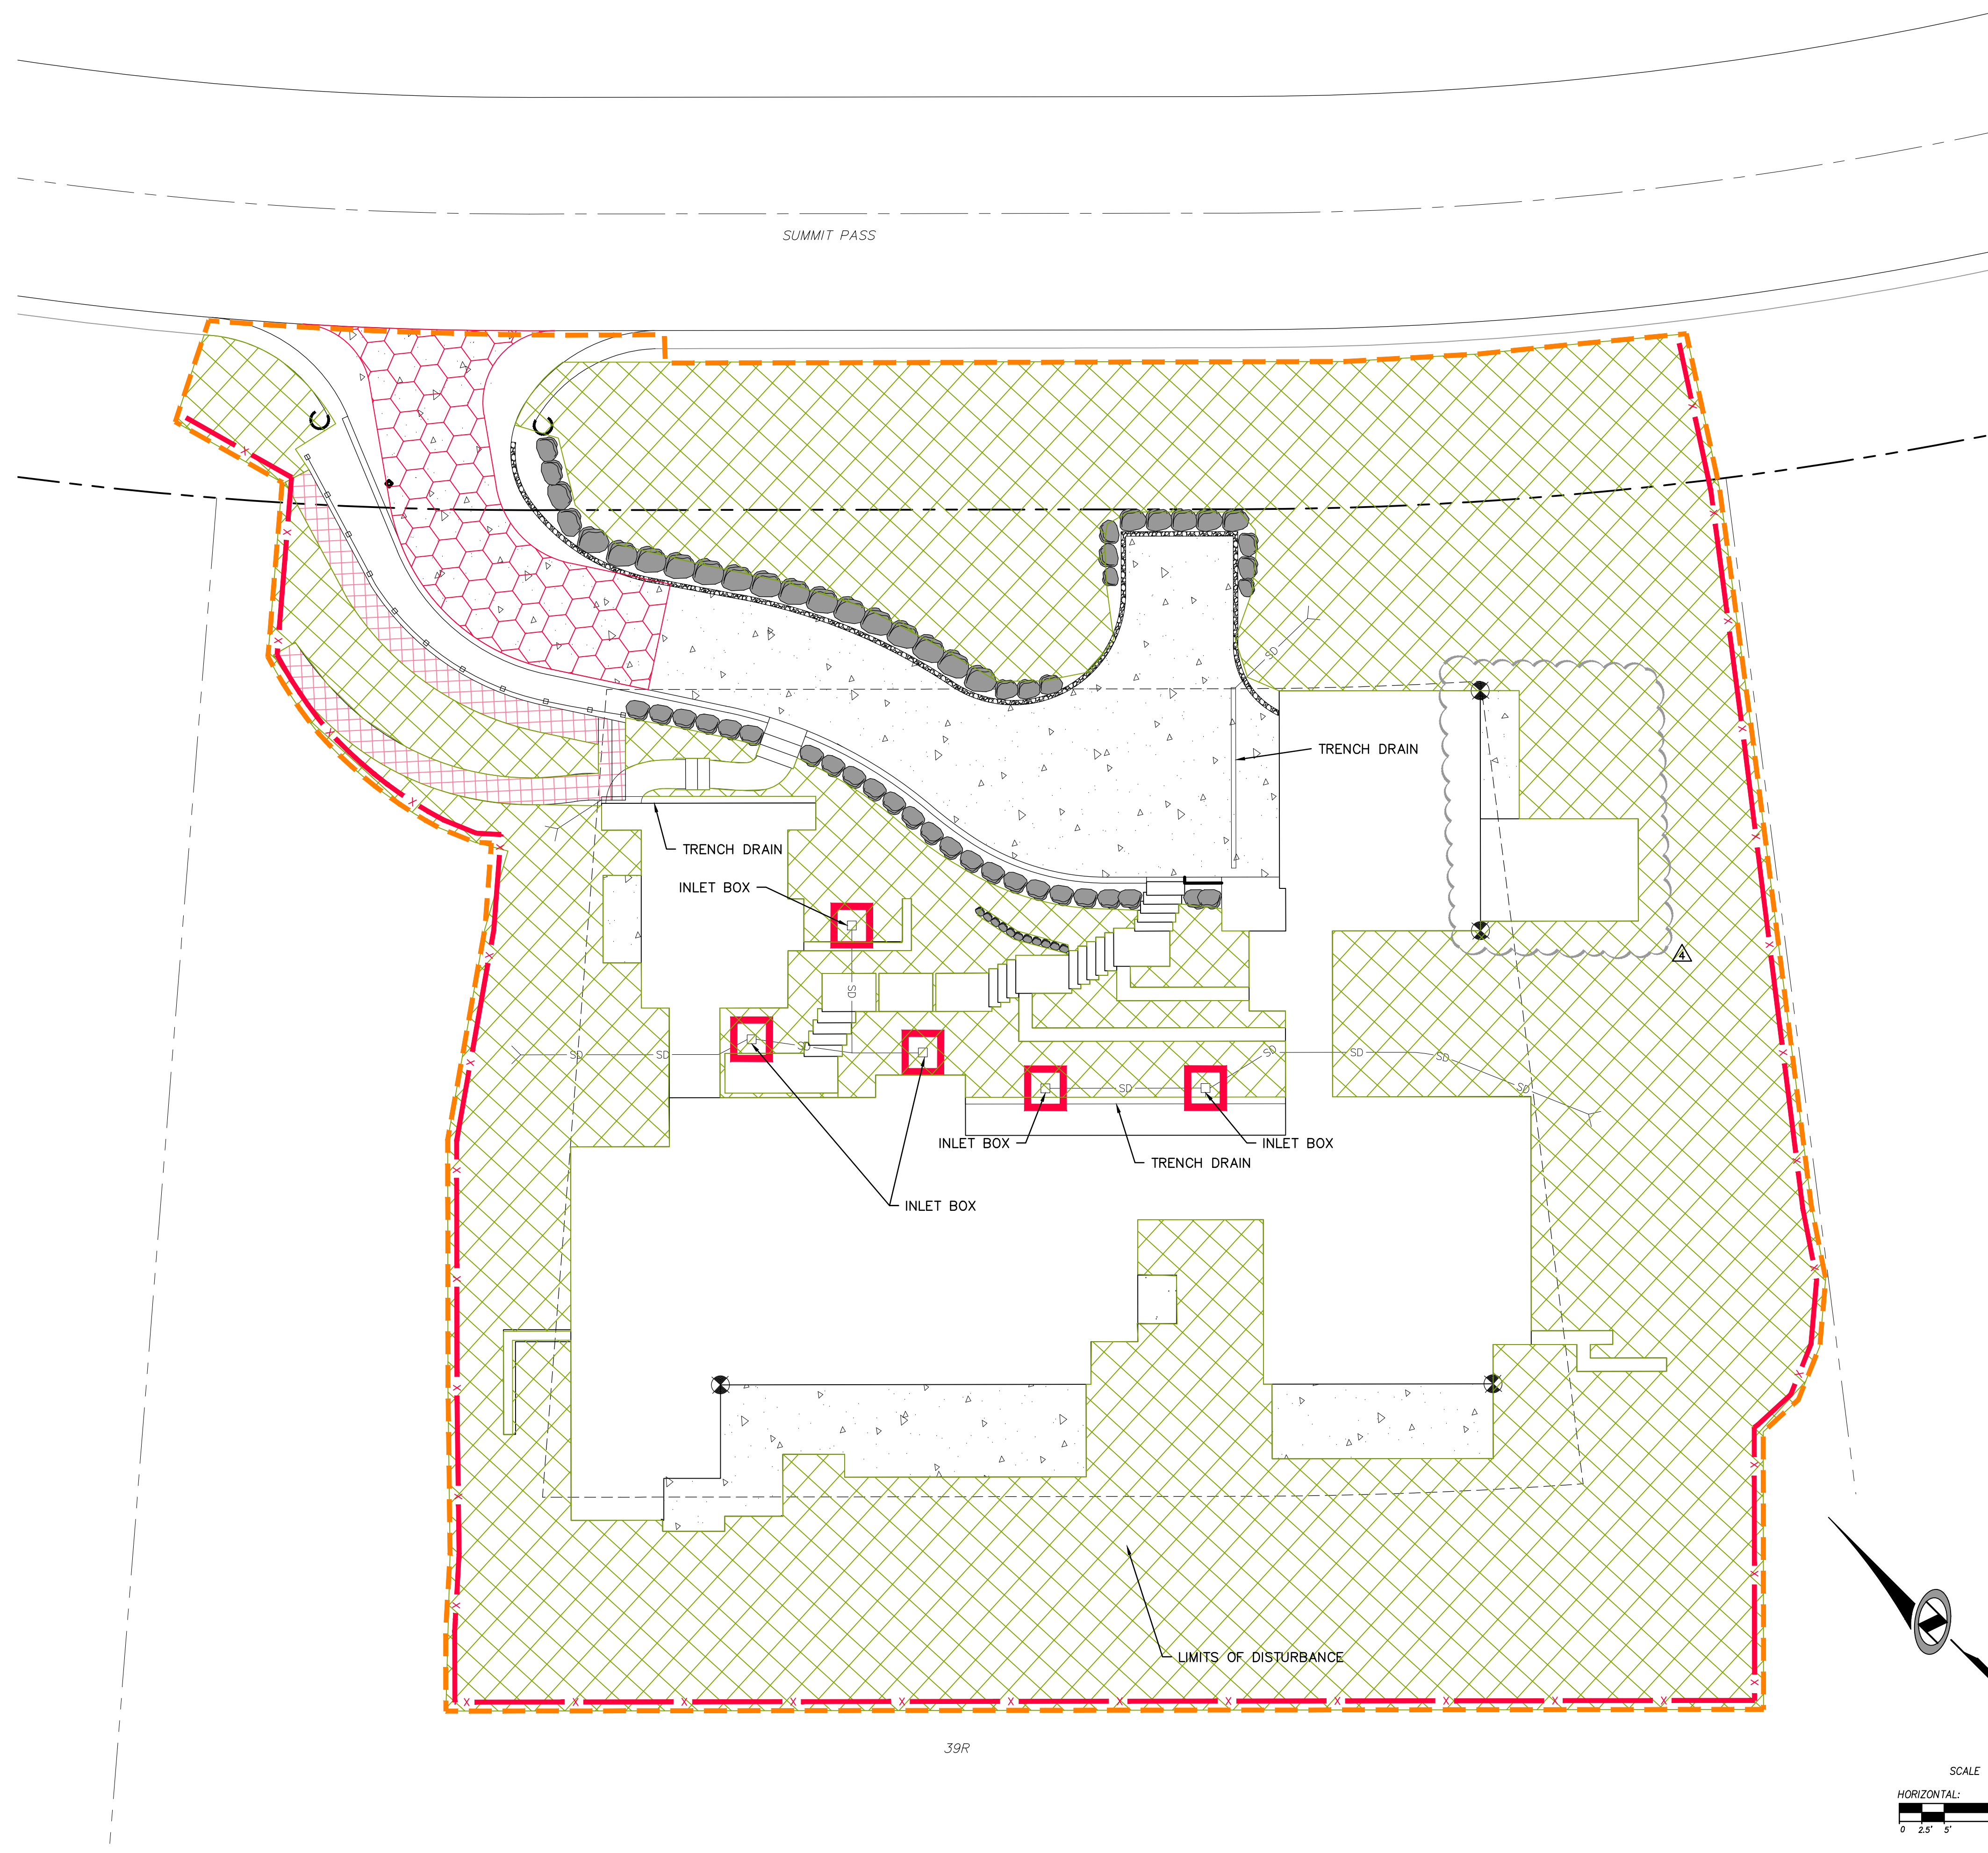 SUMMIT PASS
SD
TRENCH DRAIN
TRENCH DRAIN
INLET BOX
4
SD
SD
SD
SD
SD
SD
SD
SD
SD
INLET BOX
INLET BOX
TRENCH DRAIN
INLET BOX
LIMITS OF DISTURBANCE
39R
SCALE
HORIZONTAL:
0 2.5' 5'